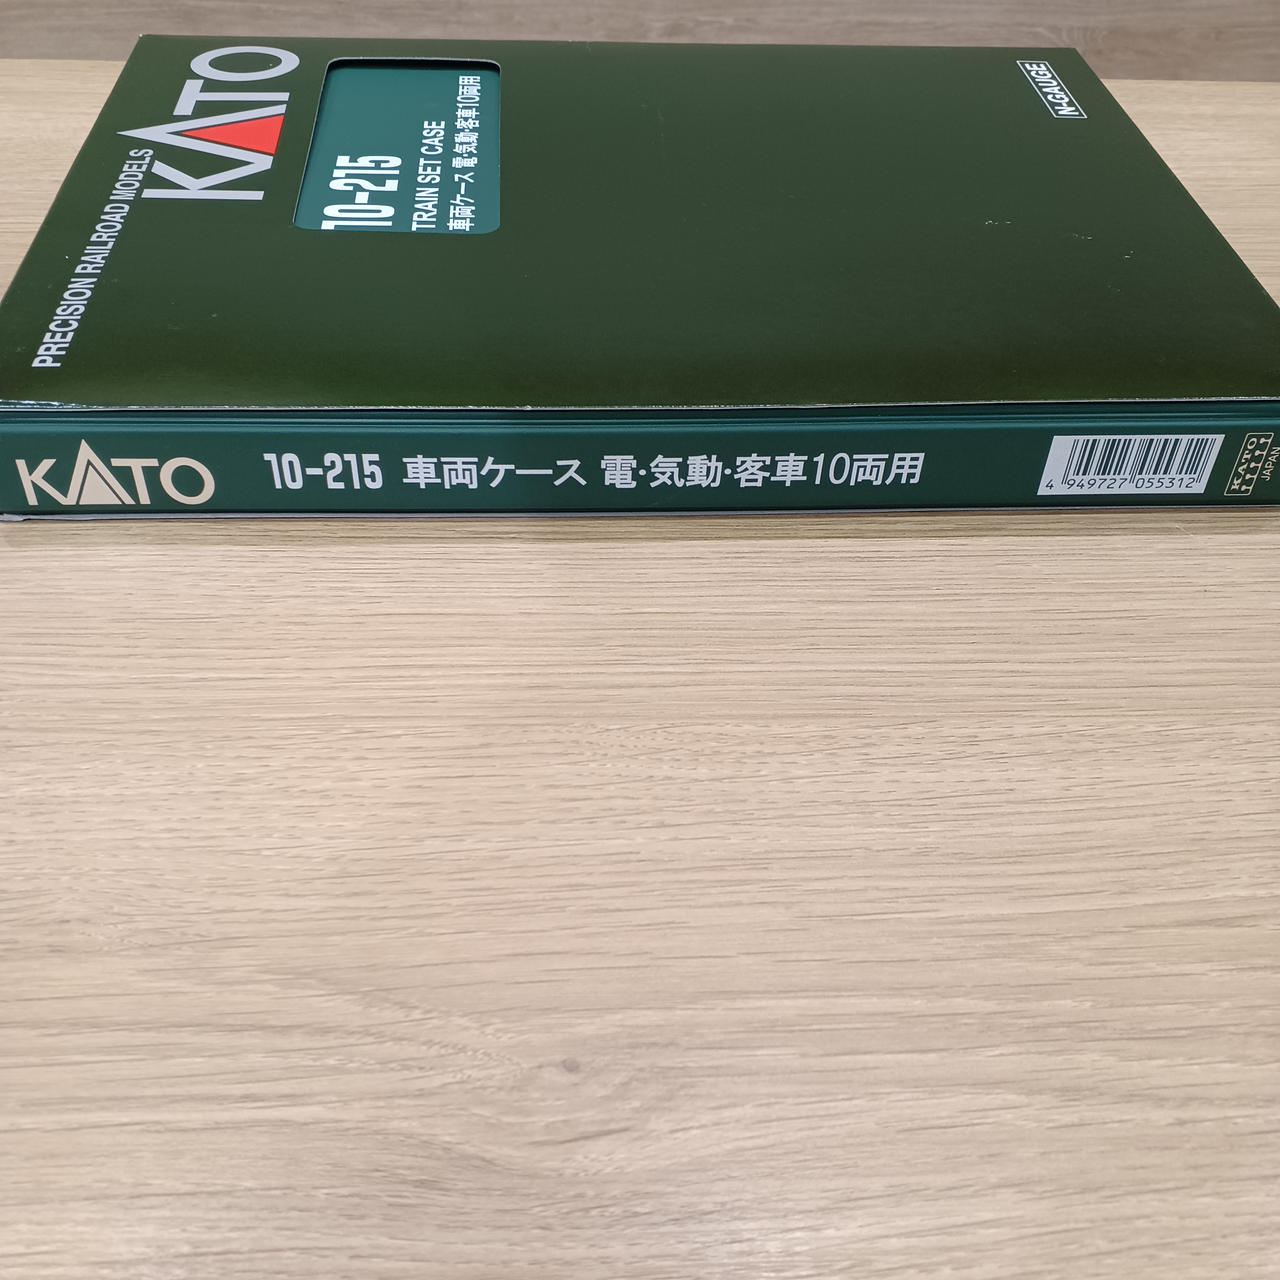 PRECISION RAILROAD MODELS
KATO
10-215
TRAIN SET CASE
車両ケース 電・気動・客車10両用
N-GAUGE
KATO 10-215 車両ケース 電・気動・客車10両用
4 949727 055312
KATO
JAPAN